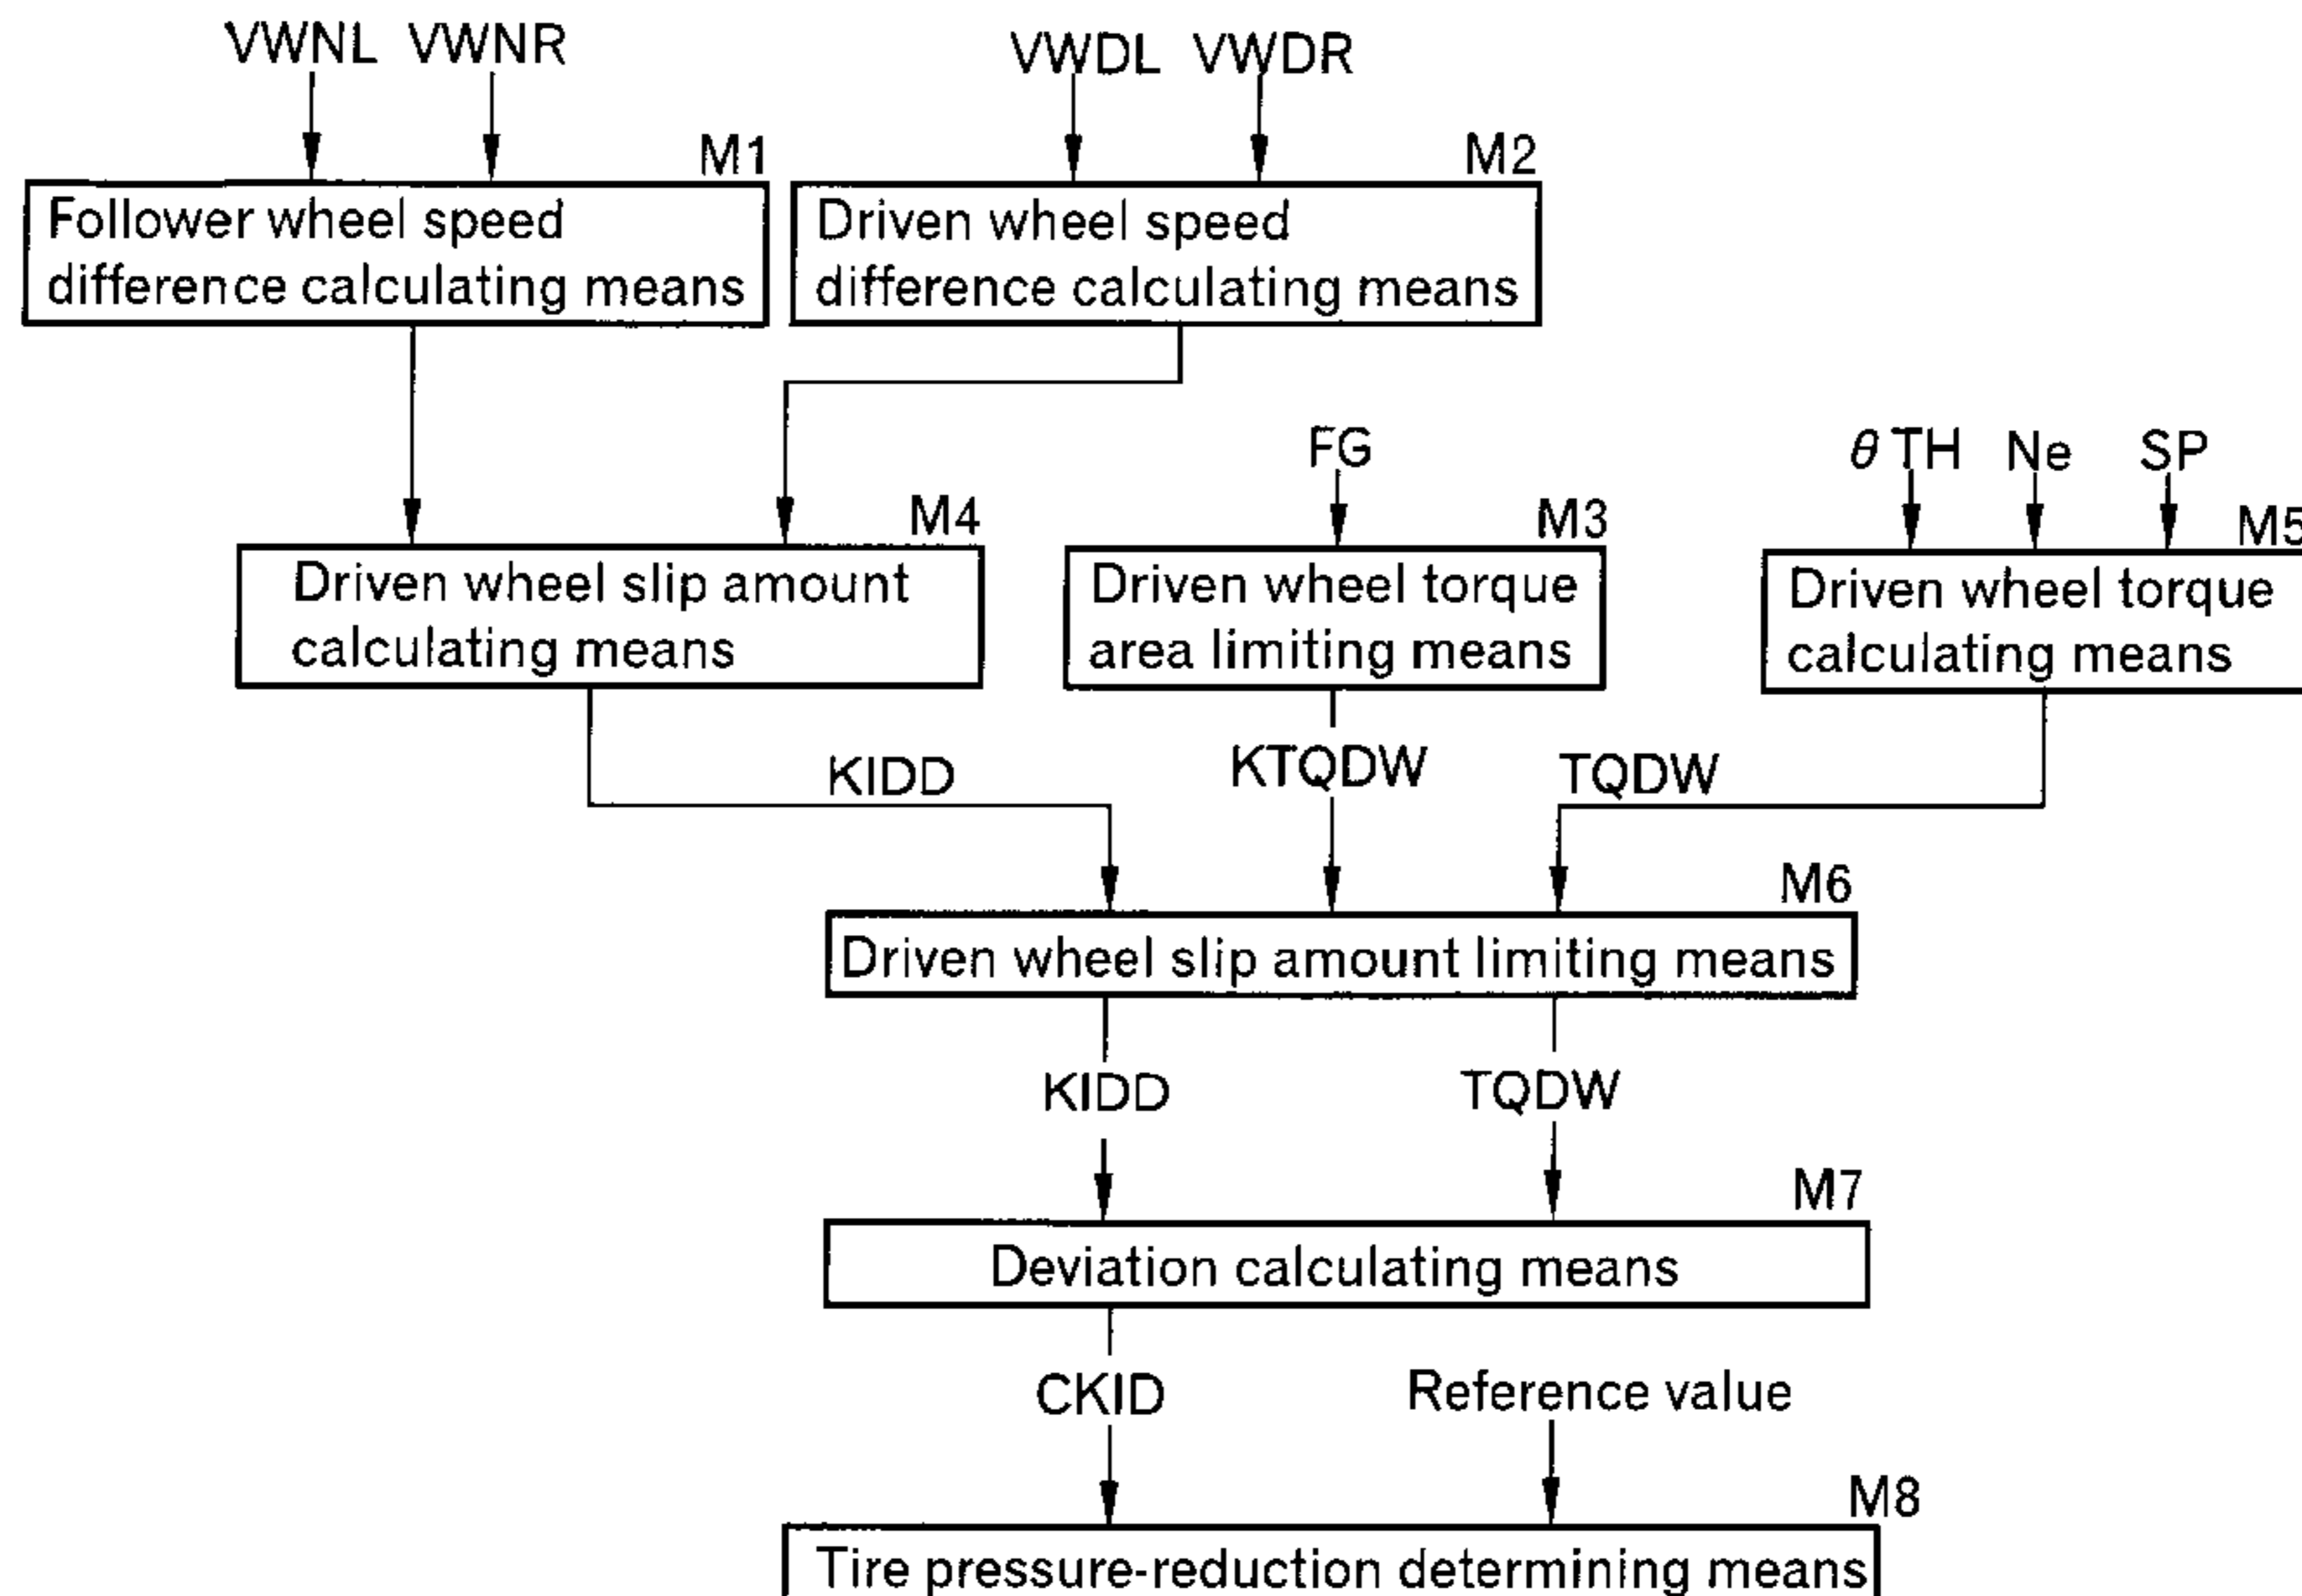 VWNL VWNR
VWDL VWDR
M1
M2
Follower wheel speed
difference calculating means
Driven wheel speed
difference calculating means
FG
θTH Ne SP
M4
M3
M5
Driven wheel slip amount
calculating means
Driven wheel torque
area limiting means
Driven wheel torque
calculating means
KIDD
KTQDW
TQDW
M6
Driven wheel slip amount limiting means
KIDD
TQDW
M7
Deviation calculating means
CKID
Reference value
M8
Tire pressure-reduction determining means